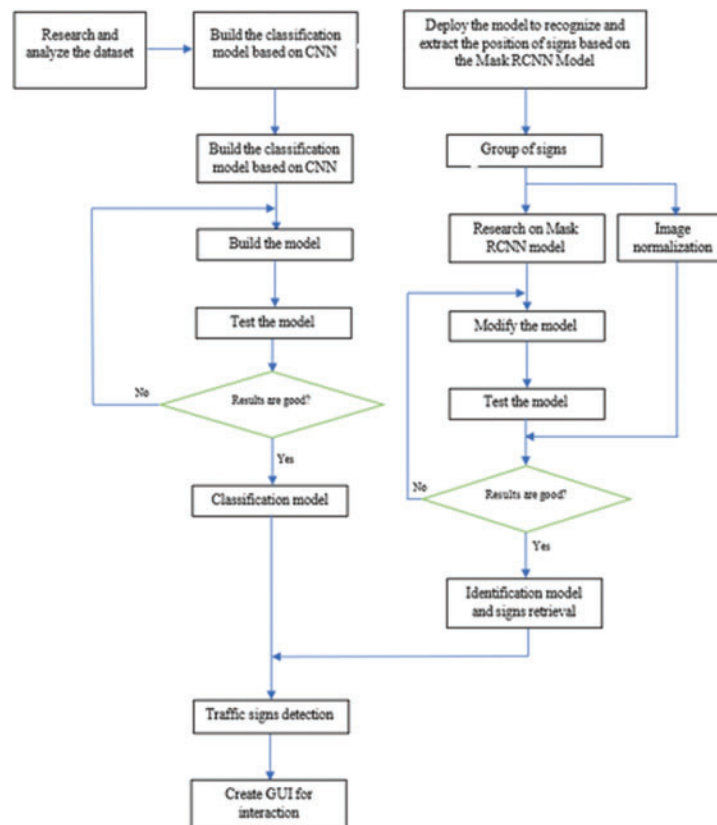 Research and
analyze the dataset
Build the classification
model based on CNN
Build the classification
model based on CNN
Build the model
Test the model
Results are good?
No
Yes
Classification model
Deploy the model to recognize and
extract the position of signs based on
the Mask RCNN Model
Group of signs
Research on Mask
RCNN model
Image
normalization
Modify the model
Test the model
Results are good?
No
Yes
Identification model
and signs retrieval
Traffic signs detection
Create GUI for
interaction